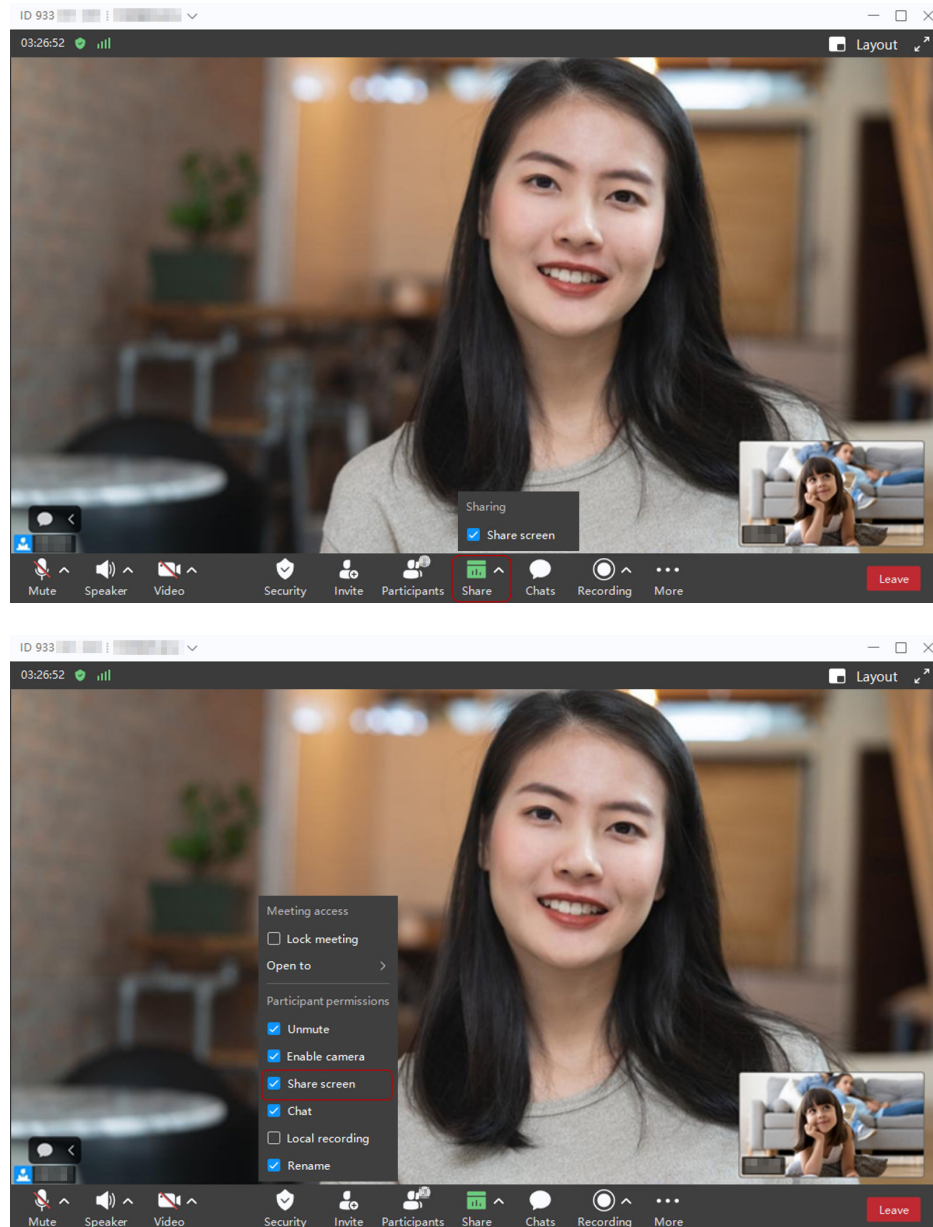 ID 933
03:26:52
Layout
Sharing
Share screen
Mute Speaker Video Security Invite Participants Share Chats Recording More Leave
ID 933
03:26:52
Layout
Meeting access
Lock meeting
Open to
Participant permissions
Unmute
Enable camera
Share screen
Chat
Local recording
Rename
Mute Speaker Video Security Invite Participants Share Chats Recording More Leave